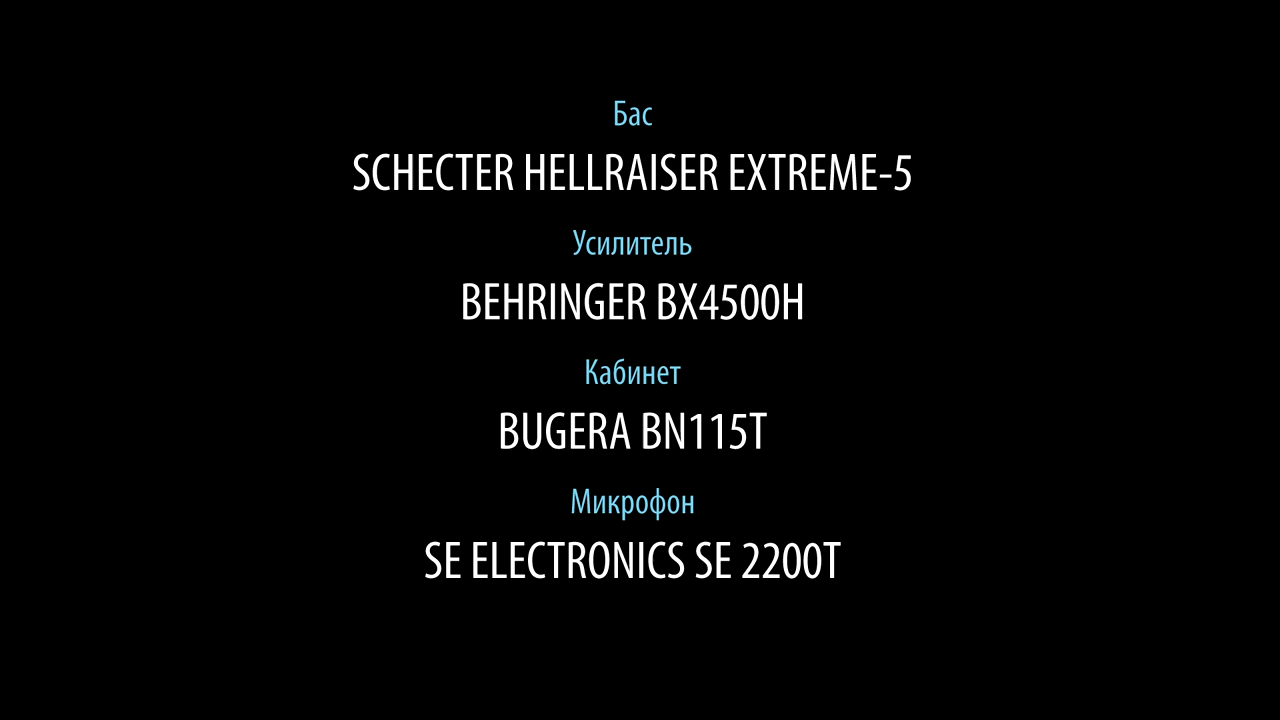 Бас
SCHECTER HELLRAISER EXTREME-5
Усилитель
BEHRINGER BX4500H
Кабинет
BUGERA BN115T
Микрофон
SE ELECTRONICS SE 2200T